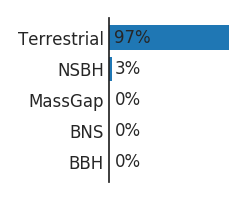 Terrestrial 97%
NSBH 3%
MassGap 0%
BNS 0%
BBH 0%